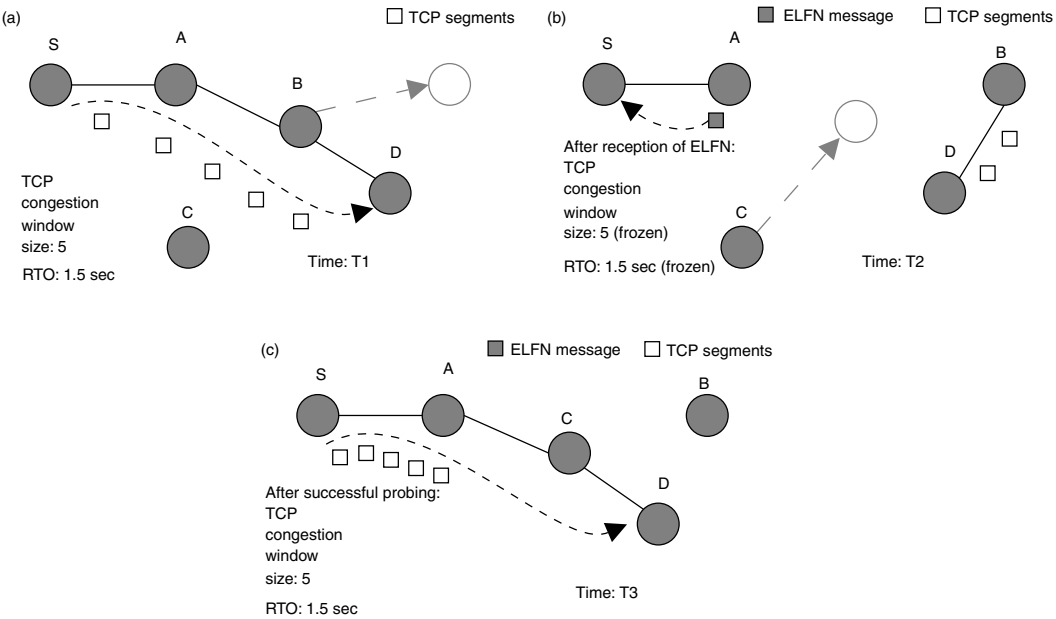 (a)
TCP segments
S
A
B
D
C
TCP
congestion
window
size: 5
RTO: 1.5 sec
Time: T1
(b)
ELFN message
TCP segments
S
A
B
D
C
After reception of ELFN:
TCP
congestion
window
size: 5 (frozen)
RTO: 1.5 sec (frozen)
Time: T2
(c)
ELFN message
TCP segments
S
A
B
C
D
After successful probing:
TCP
congestion
window
size: 5
RTO: 1.5 sec
Time: T3